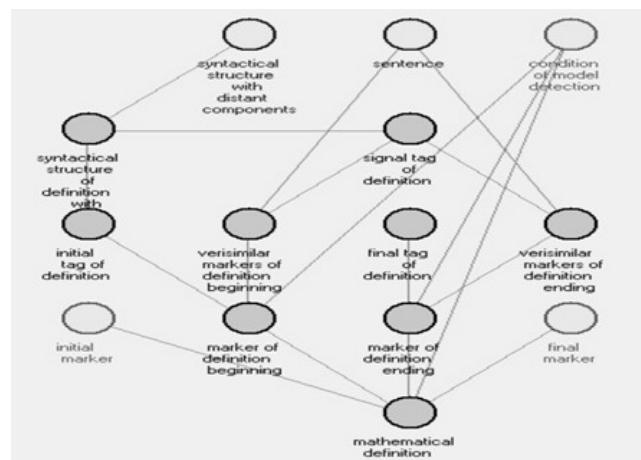 syntactical
structure
with
distant
components
sentence
condition
of model
detection
syntactical
structure
of
definition
with
signal tag
of
definition
initial
tag of
definition
verisimilar
markers of
definition
beginning
final tag
of
definition
verisimilar
markers of
definition
ending
initial
marker
marker of
definition
beginning
marker of
definition
ending
final
marker
mathematical
definition